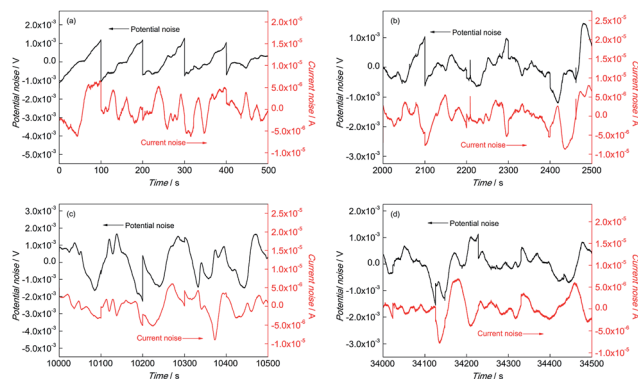 (a)
Potential noise
Current noise
2.0x10⁻³
1.0x10⁻³
0.0
-1.0x10⁻³
-2.0x10⁻³
-3.0x10⁻³
-4.0x10⁻³
-5.0x10⁻³
Potential noise / V
2.5x10⁻⁵
2.0x10⁻⁵
1.5x10⁻⁵
1.0x10⁻⁵
5.0x10⁻⁶
0.0
-5.0x10⁻⁶
-1.0x10⁻⁵
Current noise / A
0 100 200 300 400 500
Time / s
(b)
Potential noise
Current noise
2.0x10⁻³
1.0x10⁻³
0.0
-1.0x10⁻³
-2.0x10⁻³
-3.0x10⁻³
Potential noise / V
2.5x10⁻⁵
2.0x10⁻⁵
1.5x10⁻⁵
1.0x10⁻⁵
5.0x10⁻⁶
0.0
-5.0x10⁻⁶
-1.0x10⁻⁵
Current noise / A
2000 2100 2200 2300 2400 2500
Time / s
(c)
Potential noise
Current noise
3.0x10⁻³
2.0x10⁻³
1.0x10⁻³
0.0
-1.0x10⁻³
-2.0x10⁻³
-3.0x10⁻³
-5.0x10⁻³
Potential noise / V
2.0x10⁻⁵
1.5x10⁻⁵
1.0x10⁻⁵
5.0x10⁻⁶
0.0
-5.0x10⁻⁶
-1.0x10⁻⁵
Current noise / A
10000 10100 10200 10300 10400 10500
Time / s
(d)
Potential noise
Current noise
2.0x10⁻³
1.0x10⁻³
0.0
-1.0x10⁻³
-2.0x10⁻³
-3.0x10⁻³
Potential noise / V
2.0x10⁻⁵
1.5x10⁻⁵
1.0x10⁻⁵
5.0x10⁻⁶
0.0
-5.0x10⁻⁶
-1.0x10⁻⁵
Current noise / A
34000 34100 34200 34300 34400 34500
Time / s